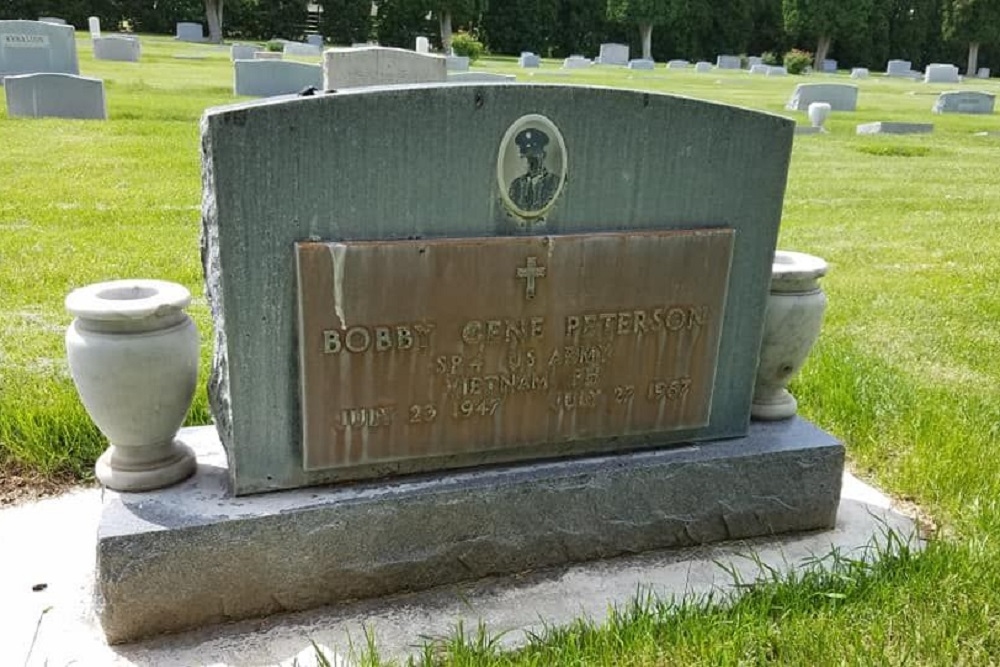 BOBBY GENE PETERSON
SP4 US ARMY
VIETNAM PH
JULY 23 1947 JULY 27 1967